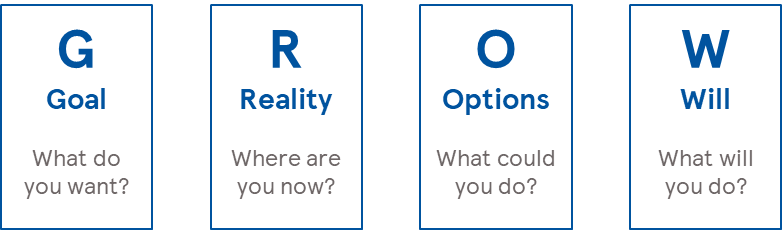 G
Goal
What do
you want?
R
Reality
Where are
you now?
O
Options
What could
you do?
W
Will
What will
you do?